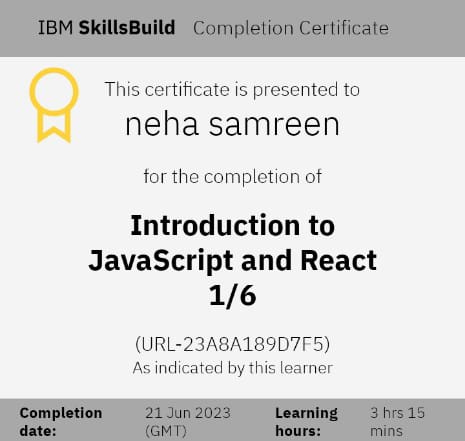 IBM SkillsBuild Completion Certificate
This certificate is presented to
neha samreen
for the completion of
Introduction to
JavaScript and React
1/6
(URL-23A8A189D7F5)
As indicated by this learner
Completion date: 21 Jun 2023 (GMT) Learning hours: 3 hrs 15 mins